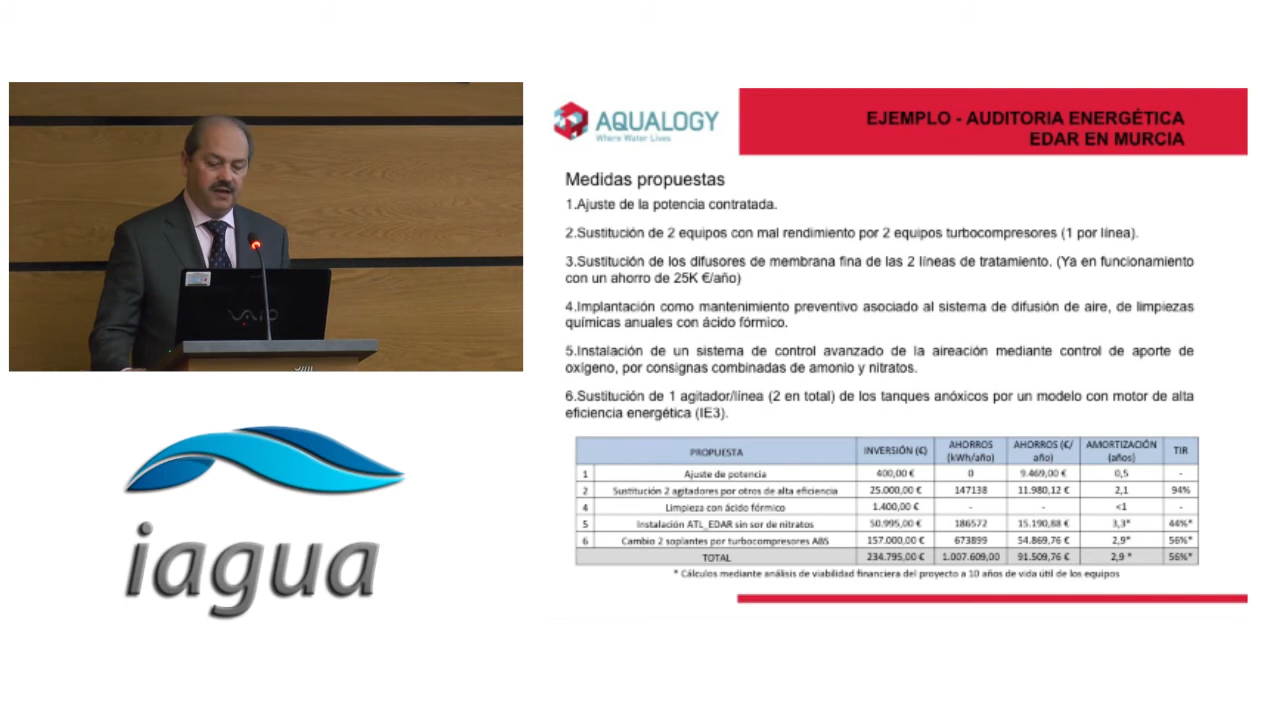 AQUALOGY
Where Water Lives
EJEMPLO - AUDITORIA ENERGÉTICA
EDAR EN MURCIA
Medidas propuestas
1.Ajuste de la potencia contratada.
2.Sustitución de 2 equipos con mal rendimiento por 2 equipos turbocompresores (1 por línea).
3.Sustitución de los difusores de membrana fina de las 2 líneas de tratamiento. (Ya en funcionamiento
con un ahorro de 25K €/año)
4.Implantación como mantenimiento preventivo asociado al sistema de difusión de aire, de limpiezas
químicas anuales con ácido fórmico.
5.Instalación de un sistema de control avanzado de la aireación mediante control de aporte de
oxígeno, por consignas combinadas de amonio y nitratos.
6.Sustitución de 1 agitador/línea (2 en total) de los tanques anóxicos por un modelo con motor de alta
eficiencia energética (IE3).
PROPUESTA INVERSIÓN (€) AHORROS (kWh/año) AHORROS (€/año) AMORTIZACIÓN (años) TIR
1 Ajuste de potencia 400,00 € 0 9.469,00 € 0,5 -
2 Sustitución 2 agitadores por otros de alta eficiencia 25.000,00 € 147138 11.980,12 € 2,1 94%
4 Limpieza con ácido fórmico 1.400,00 € - - <1 -
5 Instalación ATL_EDAR sin sor de nitratos 50.995,00 € 186572 15.190,88 € 3,3* 44%*
6 Cambio 2 soplantes por turbocompresores ABS 157.000,00 € 673899 54.869,76 € 2,9* 56%*
TOTAL 234.795,00 € 1.007.609,00 91.509,76 € 2,9 * 56%*
* Cálculos mediante análisis de viabilidad financiera del proyecto a 10 años de vida útil de los equipos
VAIO
iagua